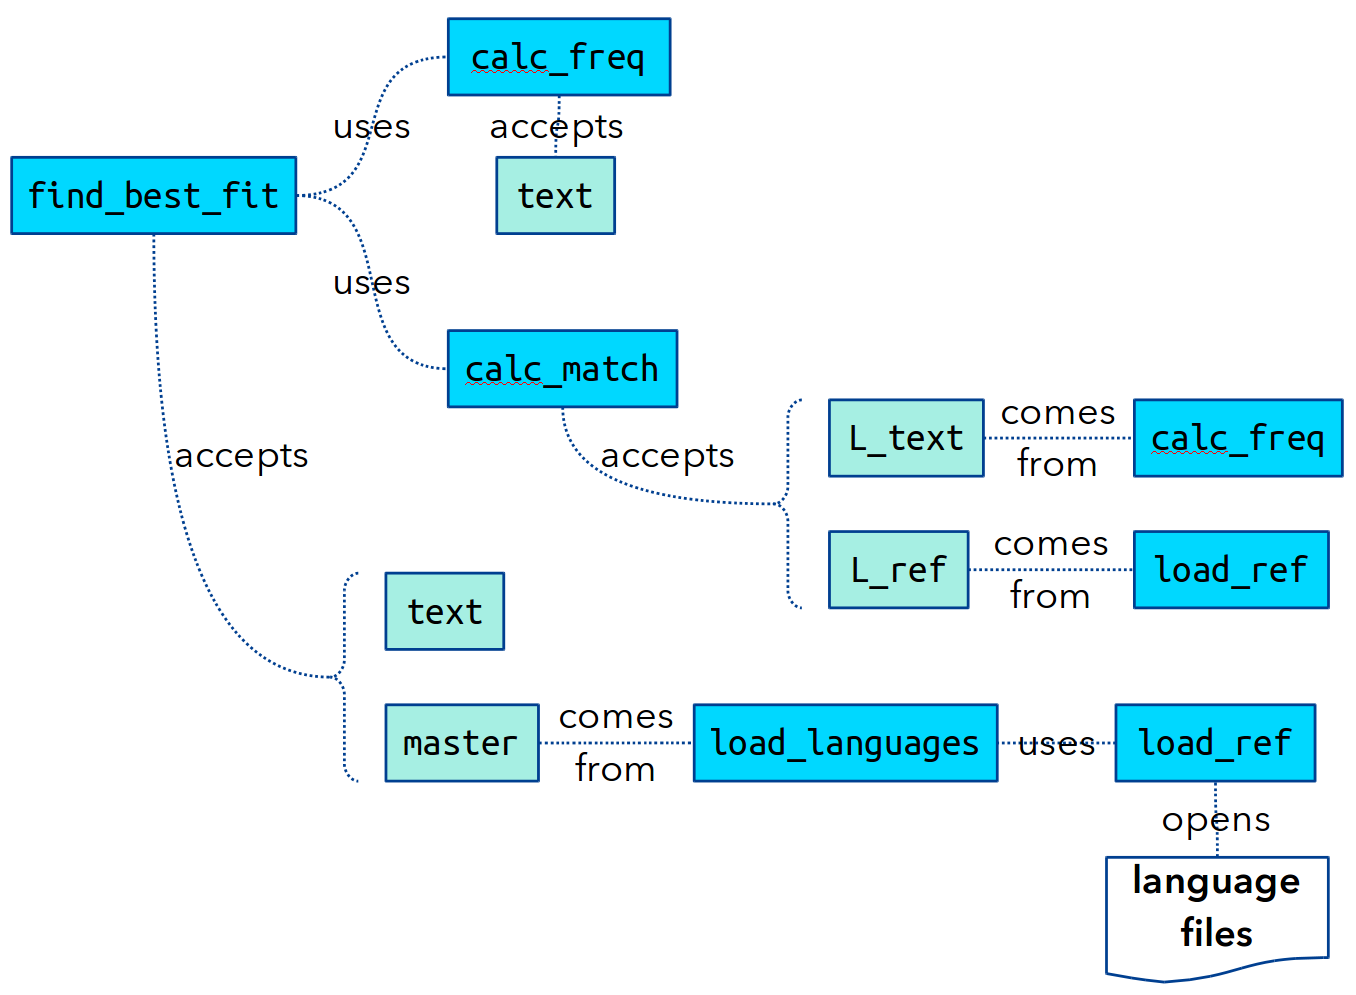 calc_freq
uses
accepts
find_best_fit
text
uses
calc_match
accepts
accepts
L_text
comes
from
calc_freq
L_ref
comes
from
load_ref
text
master
comes
from
load_languages
uses
load_ref
opens
language
files